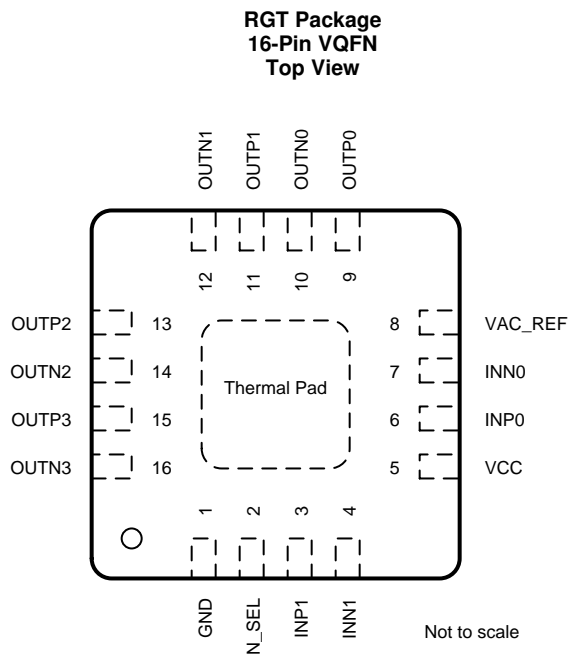 RGT Package
16-Pin VQFN
Top View
OUTN1
OUTP1
OUTN0
OUTP0
12
11
10
9
OUTP2
13
8
VAC_REF
OUTN2
14
Thermal Pad
7
INN0
OUTP3
15
6
INP0
OUTN3
16
5
VCC
1
2
3
4
GND
N_SEL
INP1
INN1
Not to scale